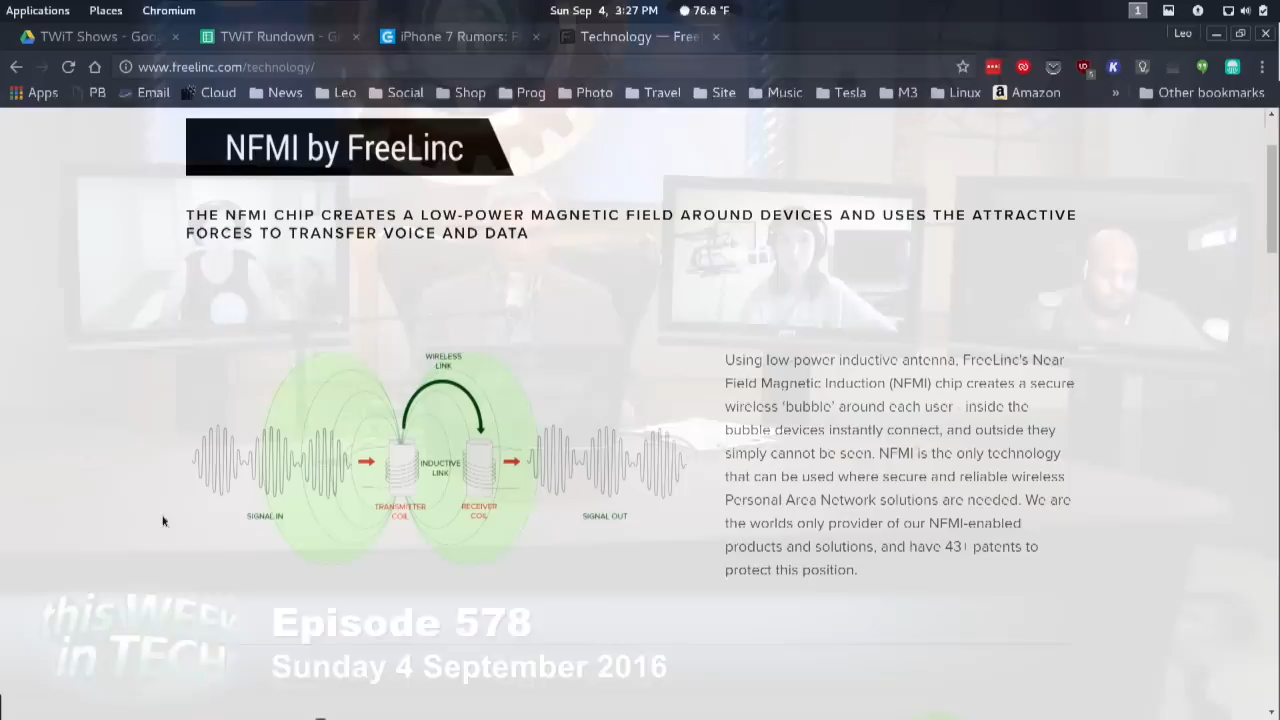 Applications Places Chromium Sun Sep 4, 3:27 PM 76.8 °F 1
TWiT Shows - Goo
TWiT Rundown - G
iPhone 7 Rumors: F
Technology — Free
Leo
www.freelinc.com/technology/
Apps PB Email Cloud News Leo Social Shop Prog Photo Travel Site Music Tesla M3 Linux Amazon » Other bookmarks
NFMI by FreeLinc
THE NFMI CHIP CREATES A LOW-POWER MAGNETIC FIELD AROUND DEVICES AND USES THE ATTRACTIVE
FORCES TO TRANSFER VOICE AND DATA
WIRELESS
LINK
INDUCTIVE
LINK
TRANSMITTER
COIL
RECEIVER
COIL
SIGNAL IN
SIGNAL OUT
Using low-power inductive antenna, FreeLinc's Near
Field Magnetic Induction (NFMI) chip creates a secure
wireless 'bubble' around each user inside the
bubble devices instantly connect, and outside they
simply cannot be seen. NFMI is the only technology
that can be used where secure and reliable wireless
Personal Area Network solutions are needed. We are
the worlds only provider of our NFMI-enabled
products and solutions, and have 43+ patents to
protect this position.
this WEEK
in TECH
Episode 578
Sunday 4 September 2016